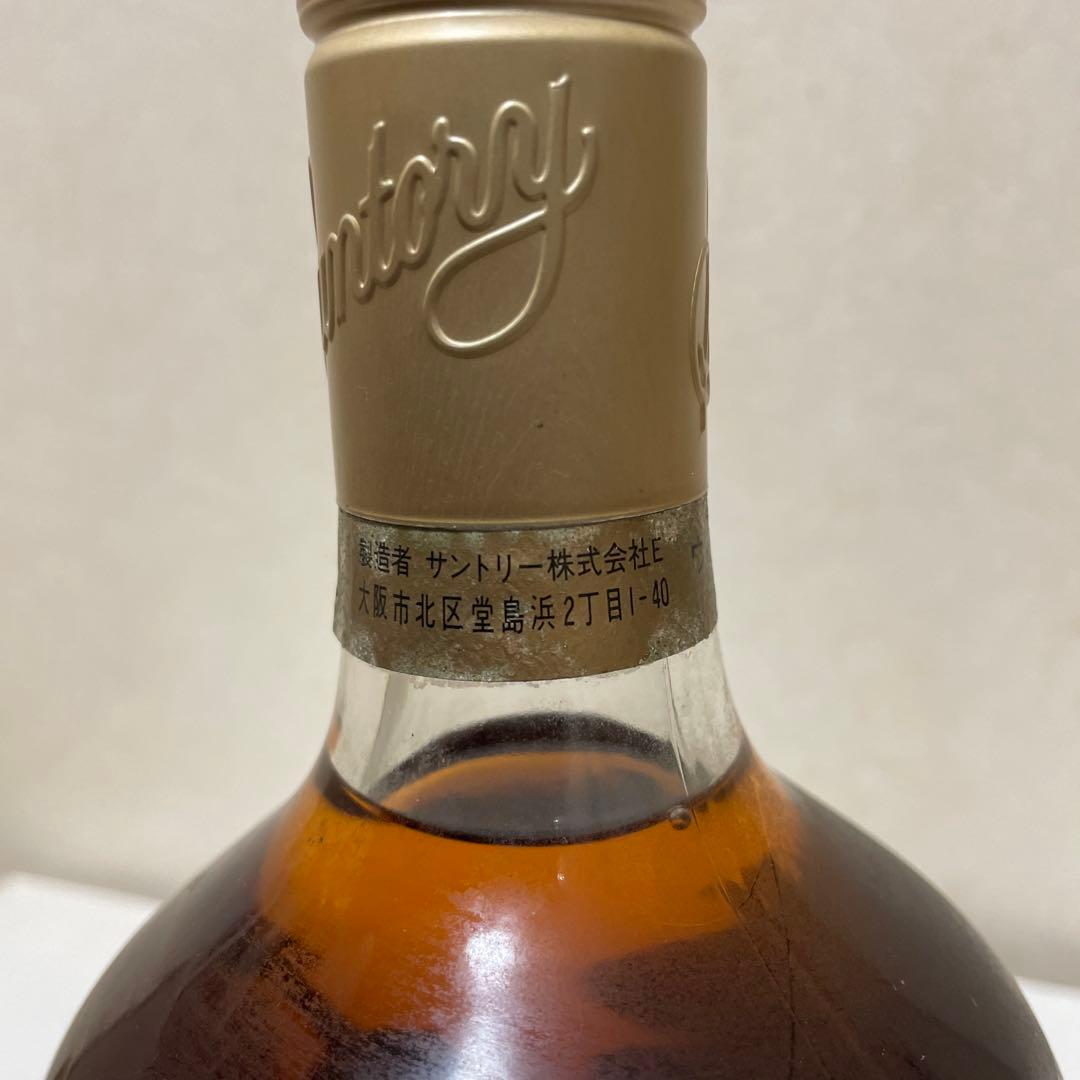 Suntory
製造者 サントリー株式会社E
大阪市北区堂島浜2丁目1-40